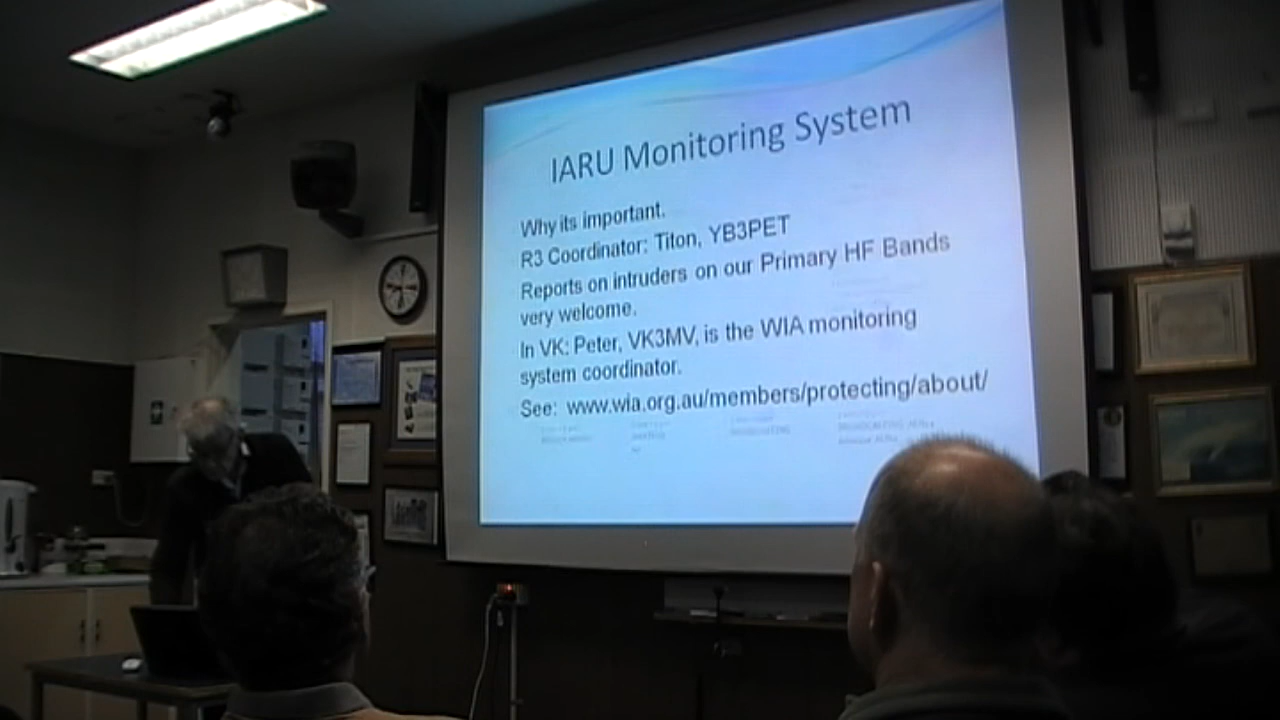 IARU Monitoring System
Why its important.
R3 Coordinator: Titon, YB3PET
Reports on intruders on our Primary HF Bands
very welcome.
In VK: Peter, VK3MV, is the WIA monitoring
system coordinator.
See: www.wia.org.au/members/protecting/about/